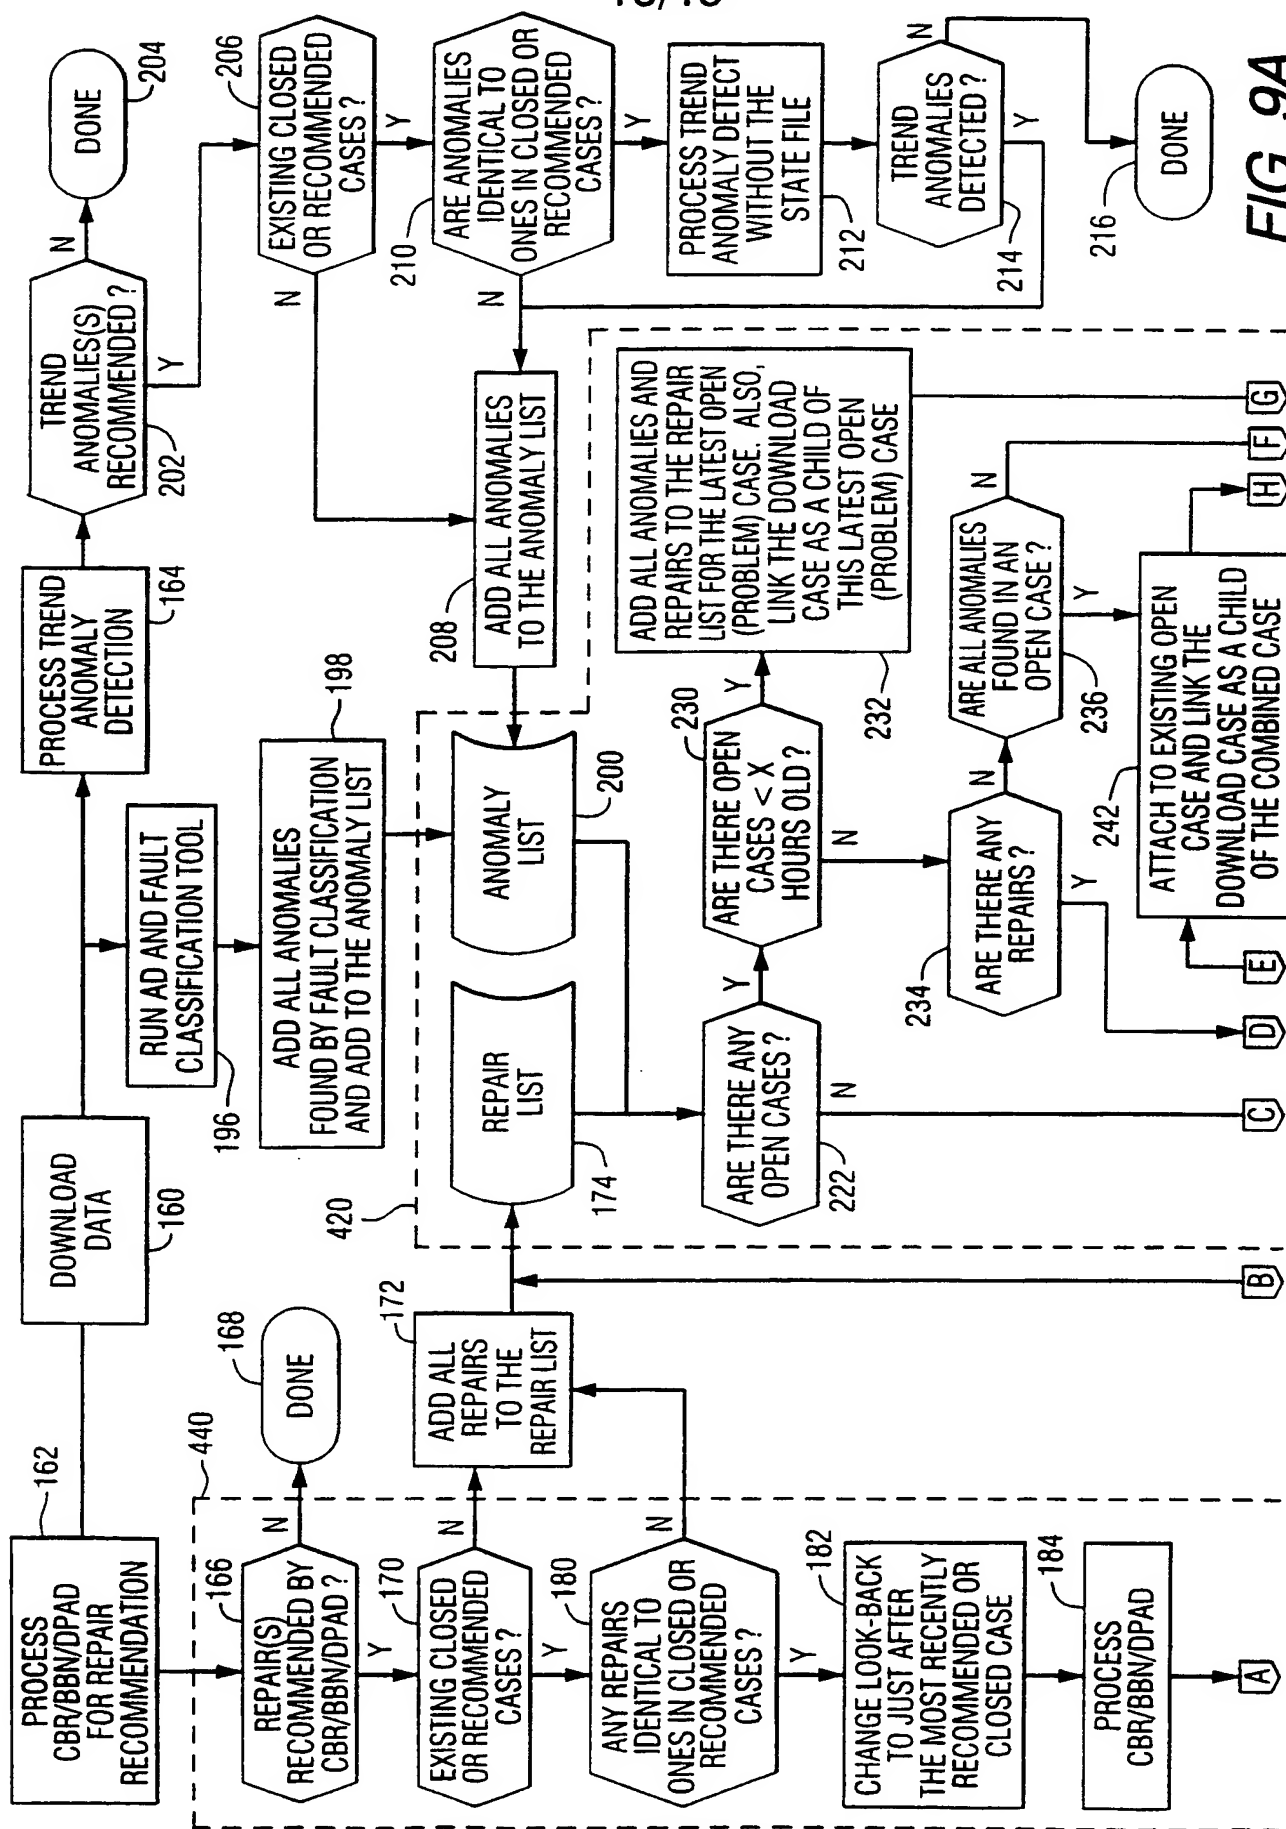 162
PROCESS
CBR/BBN/DPAD
FOR REPAIR
RECOMMENDATION
DOWNLOAD
DATA
160
PROCESS TREND
ANOMALY
DETECTION
164
TREND
ANOMALIES(S)
RECOMMENDED ?
202
N
Y
DONE
204
440
166
REPAIR(S)
RECOMMENDED BY
CBR/BBN/DPAD ?
N
Y
DONE
168
170
EXISTING CLOSED
OR RECOMMENDED
CASES ?
N
Y
172
ADD ALL
REPAIRS
TO THE
REPAIR LIST
180
ANY REPAIRS
IDENTICAL TO
ONES IN CLOSED OR
RECOMMENDED
CASES ?
N
Y
182
CHANGE LOOK-BACK
TO JUST AFTER
THE MOST RECENTLY
RECOMMENDED OR
CLOSED CASE
184
PROCESS
CBR/BBN/DPAD
A
B
RUN AD AND FAULT
CLASSIFICATION TOOL
196
198
ADD ALL ANOMALIES
FOUND BY FAULT CLASSIFICATION
AND ADD TO THE ANOMALY LIST
206
EXISTING CLOSED
OR RECOMMENDED
CASES ?
N
Y
210
ARE ANOMALIES
IDENTICAL TO
ONES IN CLOSED OR
RECOMMENDED
CASES ?
N
Y
208
ADD ALL ANOMALIES
TO THE ANOMALY LIST
PROCESS TREND
ANOMALY DETECT
WITHOUT THE
STATE FILE
212
TREND
ANOMALIES
DETECTED ?
214
N
Y
216
DONE
420
REPAIR
LIST
174
ANOMALY
LIST
200
ARE THERE ANY
OPEN CASES ?
222
Y
N
230
ARE THERE OPEN
CASES < X
HOURS OLD ?
Y
N
ADD ALL ANOMALIES AND
REPAIRS TO THE REPAIR
LIST FOR THE LATEST OPEN
(PROBLEM) CASE. ALSO,
LINK THE DOWNLOAD
CASE AS A CHILD OF
THIS LATEST OPEN
(PROBLEM) CASE
232
234
ARE THERE ANY
REPAIRS ?
N
Y
ARE ALL ANOMALIES
FOUND IN AN
OPEN CASE ?
236
N
Y
242
ATTACH TO EXISTING OPEN
CASE AND LINK THE
DOWNLOAD CASE AS A CHILD
OF THE COMBINED CASE
C
D
E
H
F
G
FIG. 9A